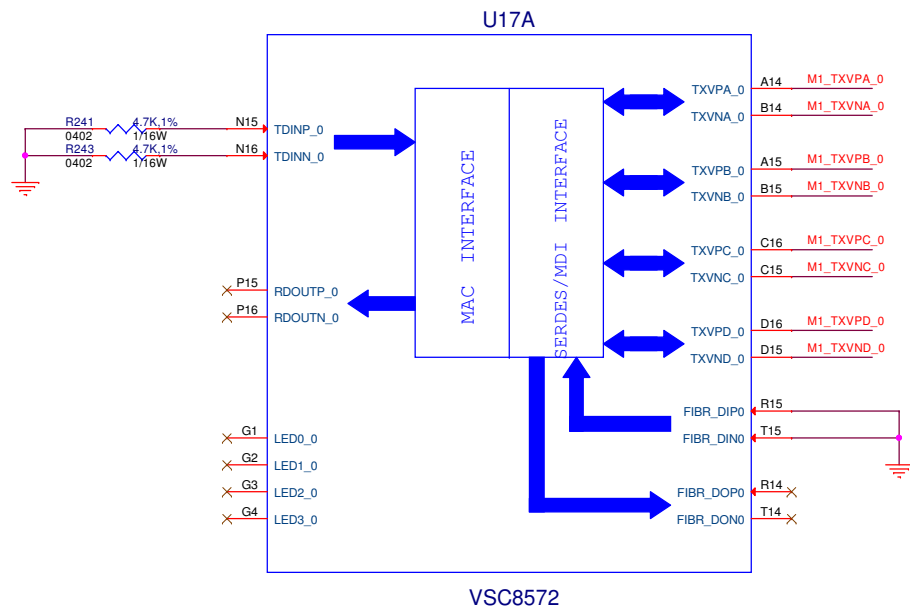 U17A
R241 4.7K,1% N15 TDINP_0
0402 1/16W
R243 4.7K,1% N16 TDINN_0
0402 1/16W
P15 RDOUTP_0
P16 RDOUTN_0
G1 LED0_0
G2 LED1_0
G3 LED2_0
G4 LED3_0
MAC INTERFACE
SERDES/MDI INTERFACE
TXVPA_0 A14 M1_TXVPA_0
TXVNA_0 B14 M1_TXVNA_0
TXVPB_0 A15 M1_TXVPB_0
TXVNB_0 B15 M1_TXVNB_0
TXVPC_0 C16 M1_TXVPC_0
TXVNC_0 C15 M1_TXVNC_0
TXVPD_0 D16 M1_TXVPD_0
TXVND_0 D15 M1_TXVND_0
FIBR_DIP0 R15
FIBR_DIN0 T15
FIBR_DOP0 R14
FIBR_DON0 T14
VSC8572